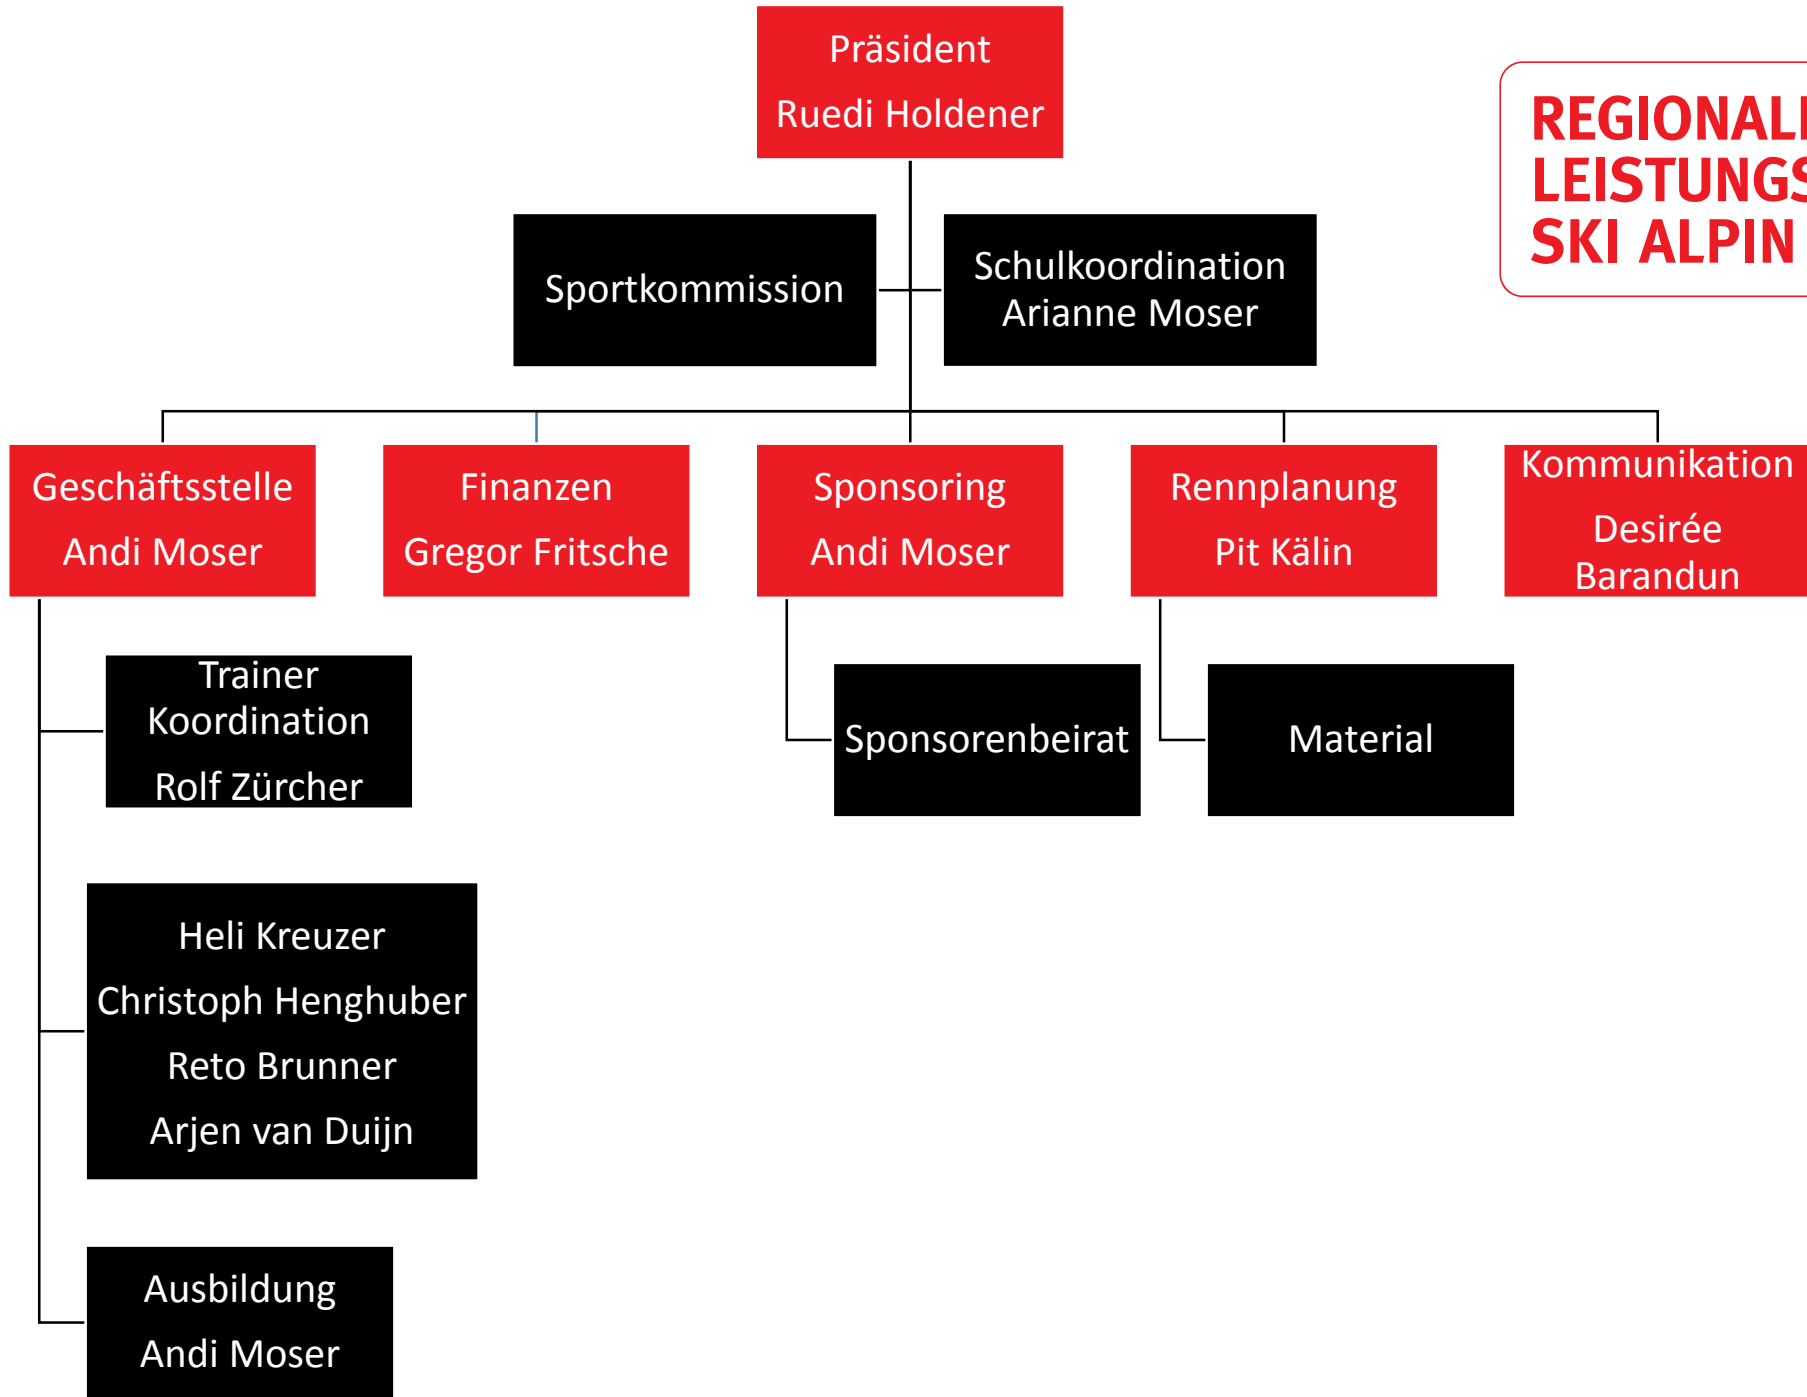 Präsident
Ruedi Holdener
REGIONAL
LEISTUNGS
SKI ALPIN
Sportkommission
Schulkoordination
Arianne Moser
Geschäftsstelle
Andi Moser
Finanzen
Gregor Fritsche
Sponsoring
Andi Moser
Rennplanung
Pit Kälin
Kommunikation
Desirée
Barandun
Trainer
Koordination
Rolf Zürcher
Sponsorenbeirat
Material
Heli Kreuzer
Christoph Henghuber
Reto Brunner
Arjen van Duijn
Ausbildung
Andi Moser